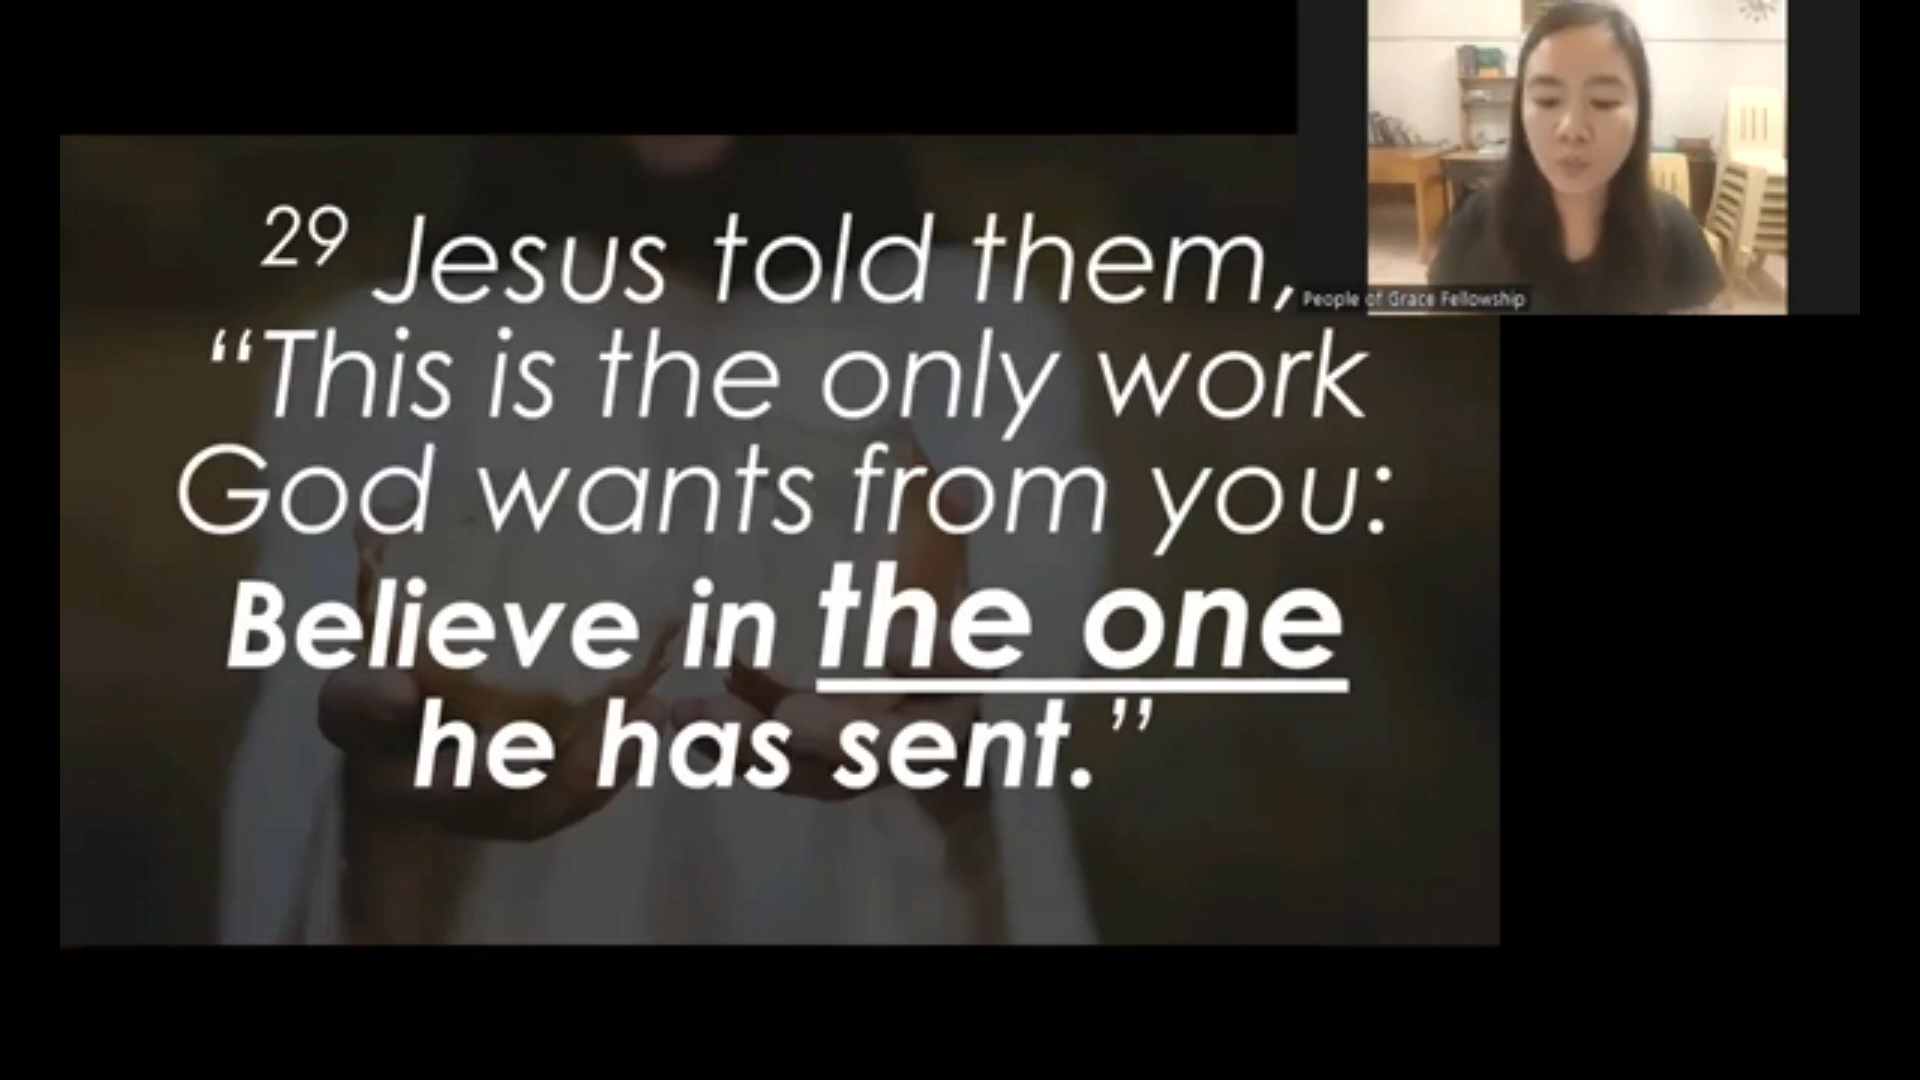 29 Jesus told them,
“This is the only work
God wants from you:
Believe in the one
he has sent.”
People of Grace Fellowship